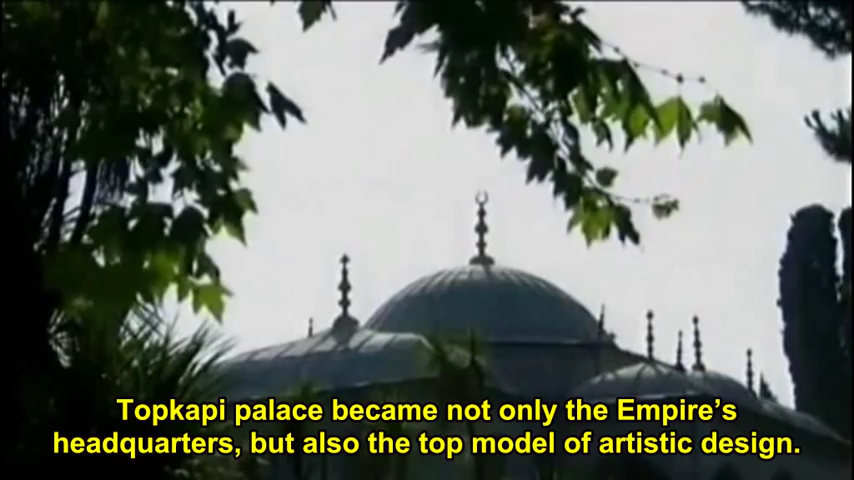 Topkapi palace became not only the Empire's
headquarters, but also the top model of artistic design.